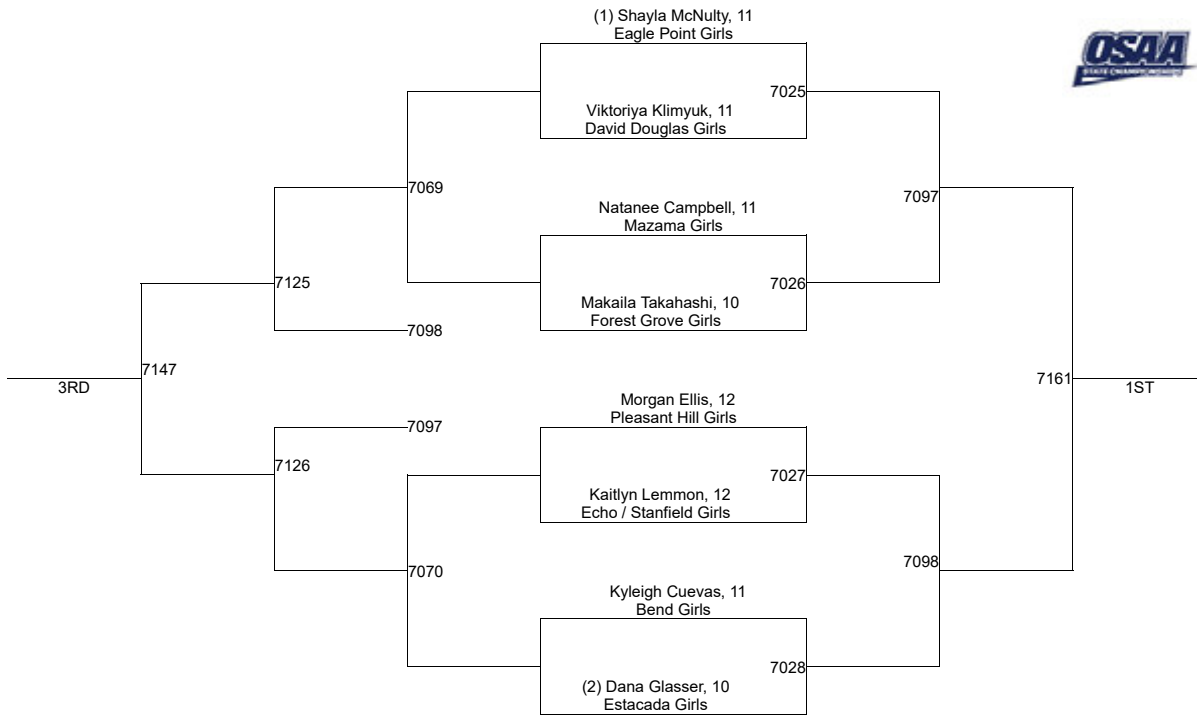 (1) Shayla McNulty, 11
Eagle Point Girls
OSAA
STATE CHAMPIONSHIPS
7025
Viktoriya Klimyuk, 11
David Douglas Girls
7069
7097
Natanee Campbell, 11
Mazama Girls
7125
7026
Makaila Takahashi, 10
Forest Grove Girls
7098
7147
7161
3RD
1ST
Morgan Ellis, 12
Pleasant Hill Girls
7097
7126
7027
Kaitlyn Lemmon, 12
Echo / Stanfield Girls
7070
7098
Kyleigh Cuevas, 11
Bend Girls
7028
(2) Dana Glasser, 10
Estacada Girls